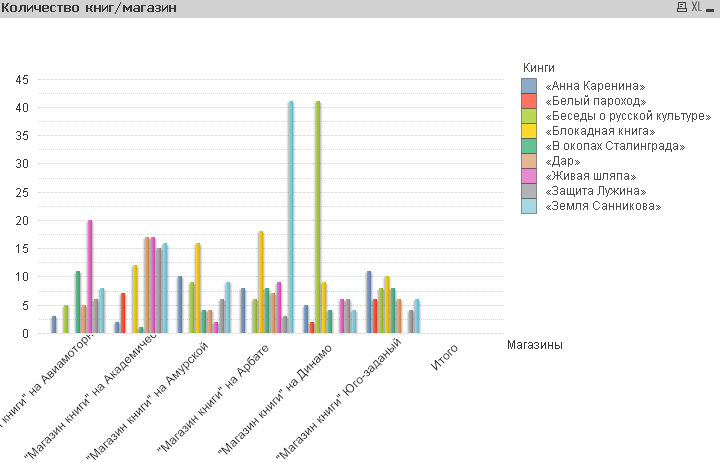 Количество книг/магазин
XL
Кинги
«Анна Каренина»
«Белый пароход»
«Беседы о русской культуре»
«Блокадная книга»
«В окопах Сталинграда»
«Дар»
«Живая шляпа»
«Защита Лужина»
«Земля Санникова»
45
40
35
30
25
20
15
10
5
0
книги" на Авиамоторн
"Магазин книги" на Академичес
"Магазин книги" на Амурской
"Магазин книги" на Арбате
"Магазин книги" на Динамо
"Магазин книги" Юго-заданый
Итого
Магазины